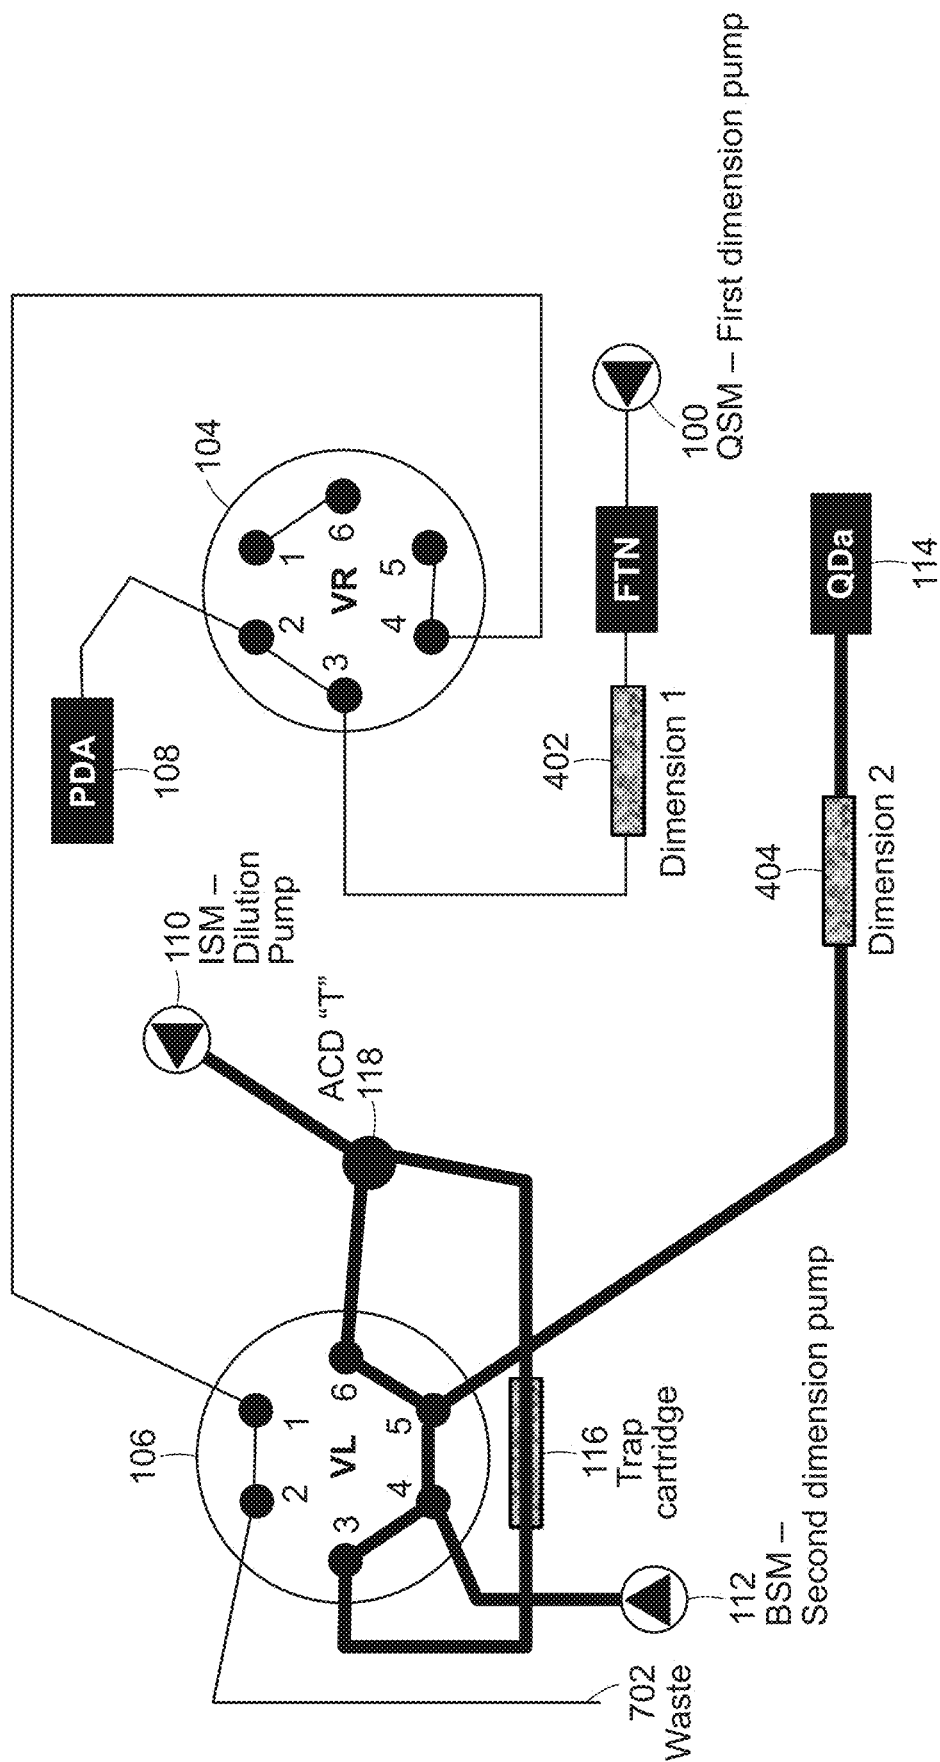 702
Waste
106
VL
1
2
3
4
5
6
112
BSM –
Second dimension pump
116
Trap
cartridge
ACD "T"
118
110
ISM –
Dilution
Pump
PDA
108
104
VR
1
2
3
4
5
6
402
Dimension 1
FTN
100
QSM – First dimension pump
404
Dimension 2
QDa
114